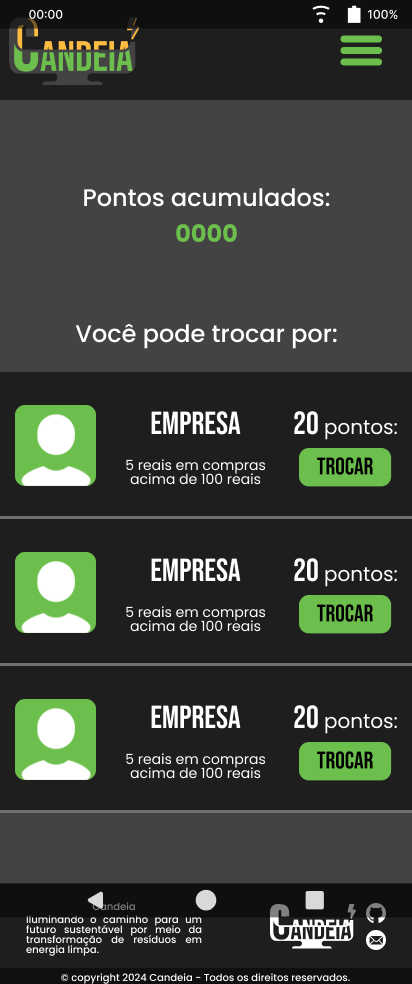 00:00
100%
CANDEIA
Pontos acumulados:
0000
Você pode trocar por:
EMPRESA
20 pontos:
5 reais em compras
acima de 100 reais
TROCAR
EMPRESA
20 pontos:
5 reais em compras
acima de 100 reais
TROCAR
EMPRESA
20 pontos:
5 reais em compras
acima de 100 reais
TROCAR
Candeia
Iluminando o caminho para um
futuro sustentável por meio da
transformação de resíduos em
energia limpa.
CANDEIA
© copyright 2024 Candeia - Todos os direitos reservados.